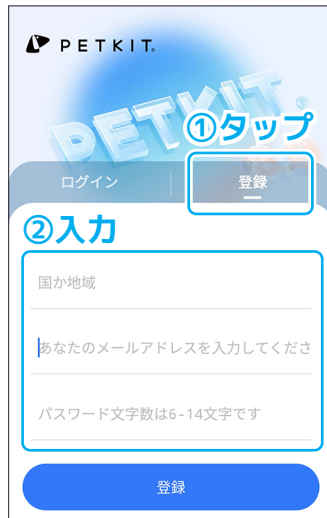 PETKIT.
PETKIT
①タップ
ログイン
登録
②入力
国か地域
あなたのメールアドレスを入力してくださ
パスワード文字数は6-14文字です
登録